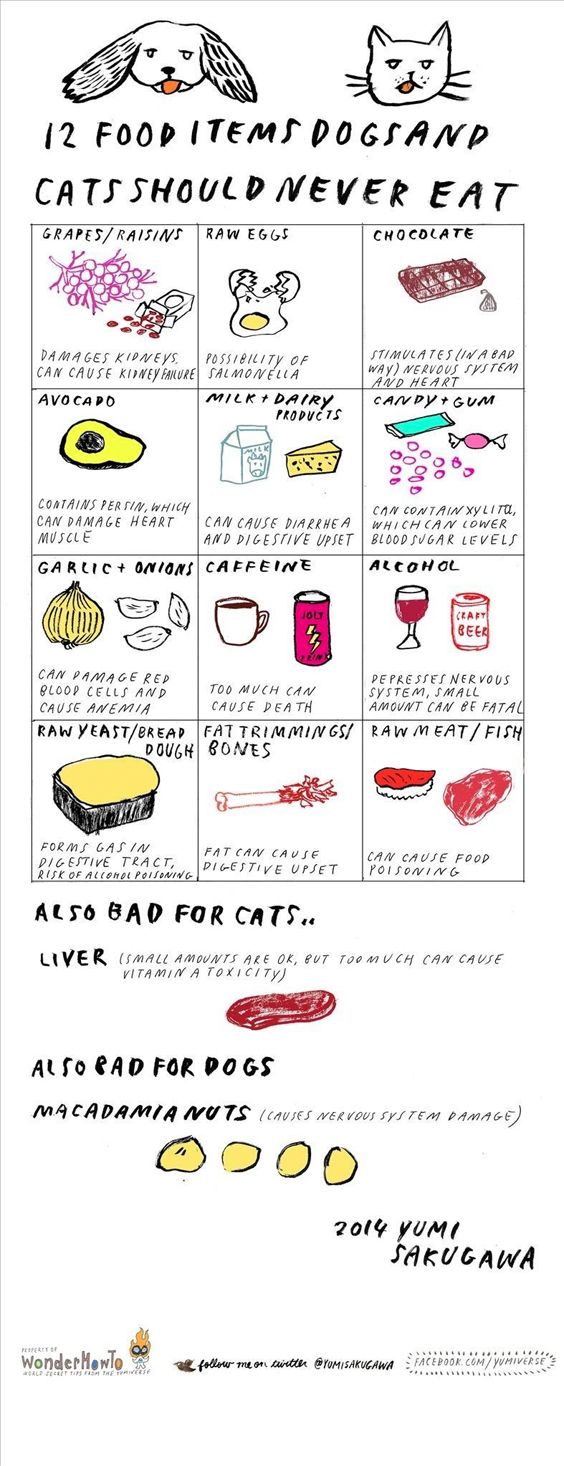 12 FOOD ITEMS DOGS AND
CATS SHOULD NEVER EAT
GRAPES/RAISINS
DAMAGES KIDNEYS,
CAN CAUSE KIDNEY FAILURE
RAW EGGS
POSSIBILITY OF
SALMONELLA
CHOCOLATE
STIMULATES (IN A BAD
WAY) NERVOUS SYSTEM
AND HEART
AVOCADO
CONTAINS PERSIN, WHICH
CAN DAMAGE HEART
MUSCLE
MILK + DAIRY
PRODUCTS
MILK
CAN CAUSE DIARRHEA
AND DIGESTIVE UPSET
CANDY + GUM
CAN CONTAIN XYLITOL,
WHICH CAN LOWER
BLOOD SUGAR LEVELS
GARLIC + ONIONS
CAN DAMAGE RED
BLOOD CELLS AND
CAUSE ANEMIA
CAFFEINE
JOLT
DRINK
TOO MUCH CAN
CAUSE DEATH
ALCOHOL
CRAFT
BEER
DEPRESSES NERVOUS
SYSTEM, SMALL
AMOUNT CAN BE FATAL
RAW YEAST/BREAD
DOUGH
FORMS GAS IN
DIGESTIVE TRACT,
RISK OF ALCOHOL POISONING
FAT TRIMMINGS/
BONES
FAT CAN CAUSE
DIGESTIVE UPSET
RAW MEAT/FISH
CAN CAUSE FOOD
POISONING
ALSO BAD FOR CATS..
LIVER (SMALL AMOUNTS ARE OK, BUT TOO MUCH CAN CAUSE
VITAMIN A TOXICITY)
ALSO BAD FOR DOGS
MACADAMIA NUTS (CAUSES NERVOUS SYSTEM DAMAGE)
2014 YUMI
SAKUGAWA
PROPERTY OF
WonderHowTo
WORLD SECRET TIPS FROM THE YUMIVERSE
follow me on twitter @YUMISAKUGAWA
FACEBOOK.COM/YUMIVERSE